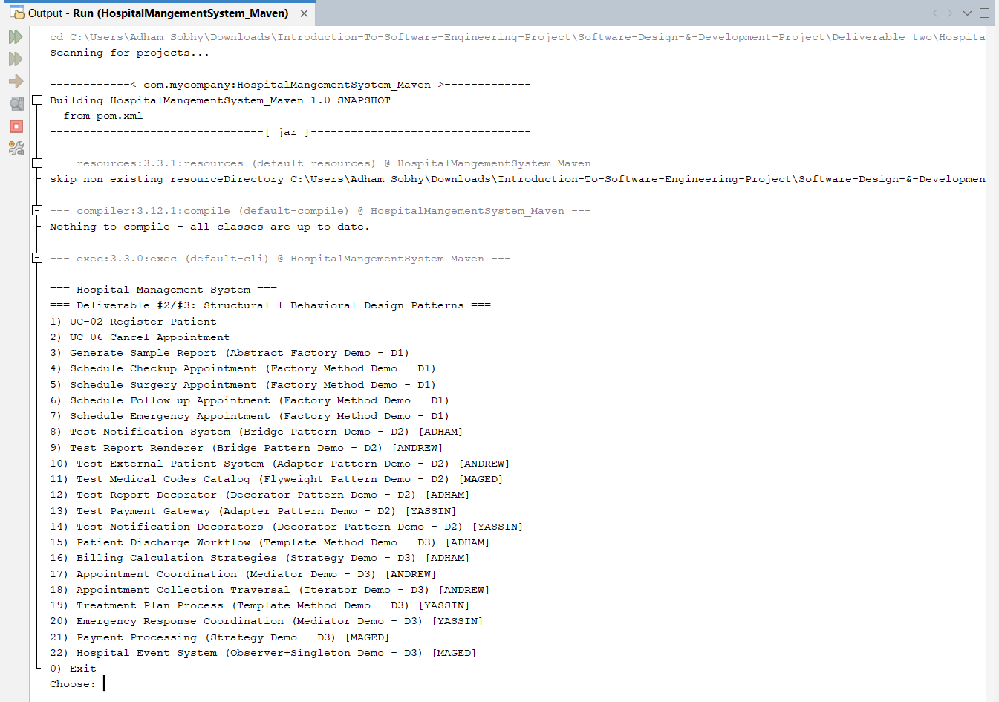 Output - Run (HospitalMangementSystem_Maven)
cd C:\Users\Adham Sobhy\Downloads\Introduction-To-Software-Engineering-Project\Software-Design-&-Development-Project\Deliverable two\Hospita
Scanning for projects...
------------< com.mycompany:HospitalMangementSystem_Maven >-------------
Building HospitalMangementSystem_Maven 1.0-SNAPSHOT
from pom.xml
--------------------------------[ jar ]---------------------------------
--- resources:3.3.1:resources (default-resources) @ HospitalMangementSystem_Maven ---
skip non existing resourceDirectory C:\Users\Adham Sobhy\Downloads\Introduction-To-Software-Engineering-Project\Software-Design-&-Developmen
--- compiler:3.12.1:compile (default-compile) @ HospitalMangementSystem_Maven ---
Nothing to compile - all classes are up to date.
--- exec:3.3.0:exec (default-cli) @ HospitalMangementSystem_Maven ---
=== Hospital Management System ===
=== Deliverable #2/#3: Structural + Behavioral Design Patterns ===
1) UC-02 Register Patient
2) UC-06 Cancel Appointment
3) Generate Sample Report (Abstract Factory Demo - D1)
4) Schedule Checkup Appointment (Factory Method Demo - D1)
5) Schedule Surgery Appointment (Factory Method Demo - D1)
6) Schedule Follow-up Appointment (Factory Method Demo - D1)
7) Schedule Emergency Appointment (Factory Method Demo - D1)
8) Test Notification System (Bridge Pattern Demo - D2) [ADHAM]
9) Test Report Renderer (Bridge Pattern Demo - D2) [ANDREW]
10) Test External Patient System (Adapter Pattern Demo - D2) [ANDREW]
11) Test Medical Codes Catalog (Flyweight Pattern Demo - D2) [MAGED]
12) Test Report Decorator (Decorator Pattern Demo - D2) [ADHAM]
13) Test Payment Gateway (Adapter Pattern Demo - D2) [YASSIN]
14) Test Notification Decorators (Decorator Pattern Demo - D2) [YASSIN]
15) Patient Discharge Workflow (Template Method Demo - D3) [ADHAM]
16) Billing Calculation Strategies (Strategy Demo - D3) [ADHAM]
17) Appointment Coordination (Mediator Demo - D3) [ANDREW]
18) Appointment Collection Traversal (Iterator Demo - D3) [ANDREW]
19) Treatment Plan Process (Template Method Demo - D3) [YASSIN]
20) Emergency Response Coordination (Mediator Demo - D3) [YASSIN]
21) Payment Processing (Strategy Demo - D3) [MAGED]
22) Hospital Event System (Observer+Singleton Demo - D3) [MAGED]
0) Exit
Choose: